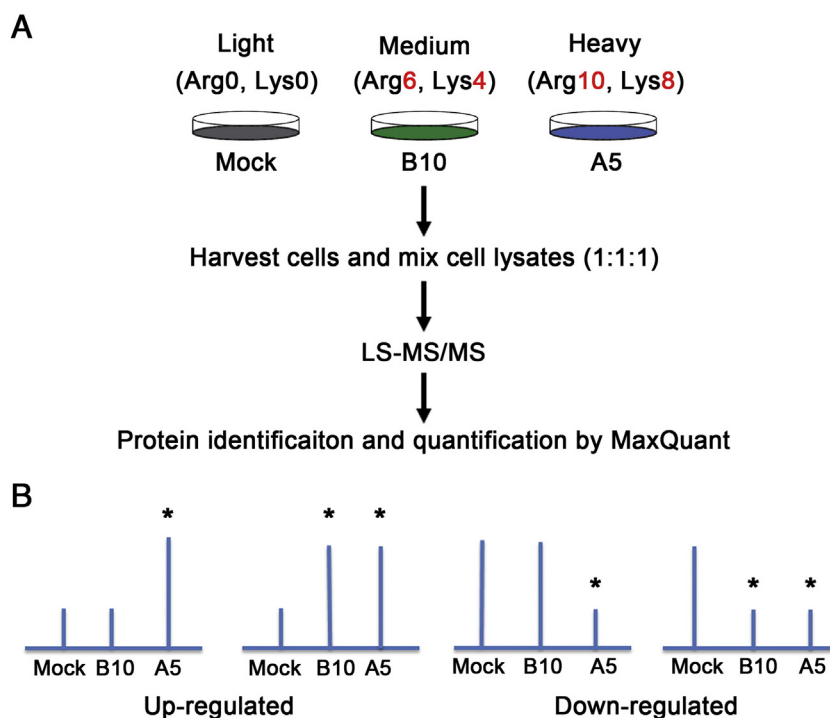 A
Light Medium Heavy
(Arg0, Lys0) (Arg6, Lys4) (Arg10, Lys8)
Mock B10 A5
Harvest cells and mix cell lysates (1:1:1)
LS-MS/MS
Protein identificaiton and quantification by MaxQuant
B
* * * * * *
Mock B10 A5 Mock B10 A5 Mock B10 A5 Mock B10 A5
Up-regulated Down-regulated